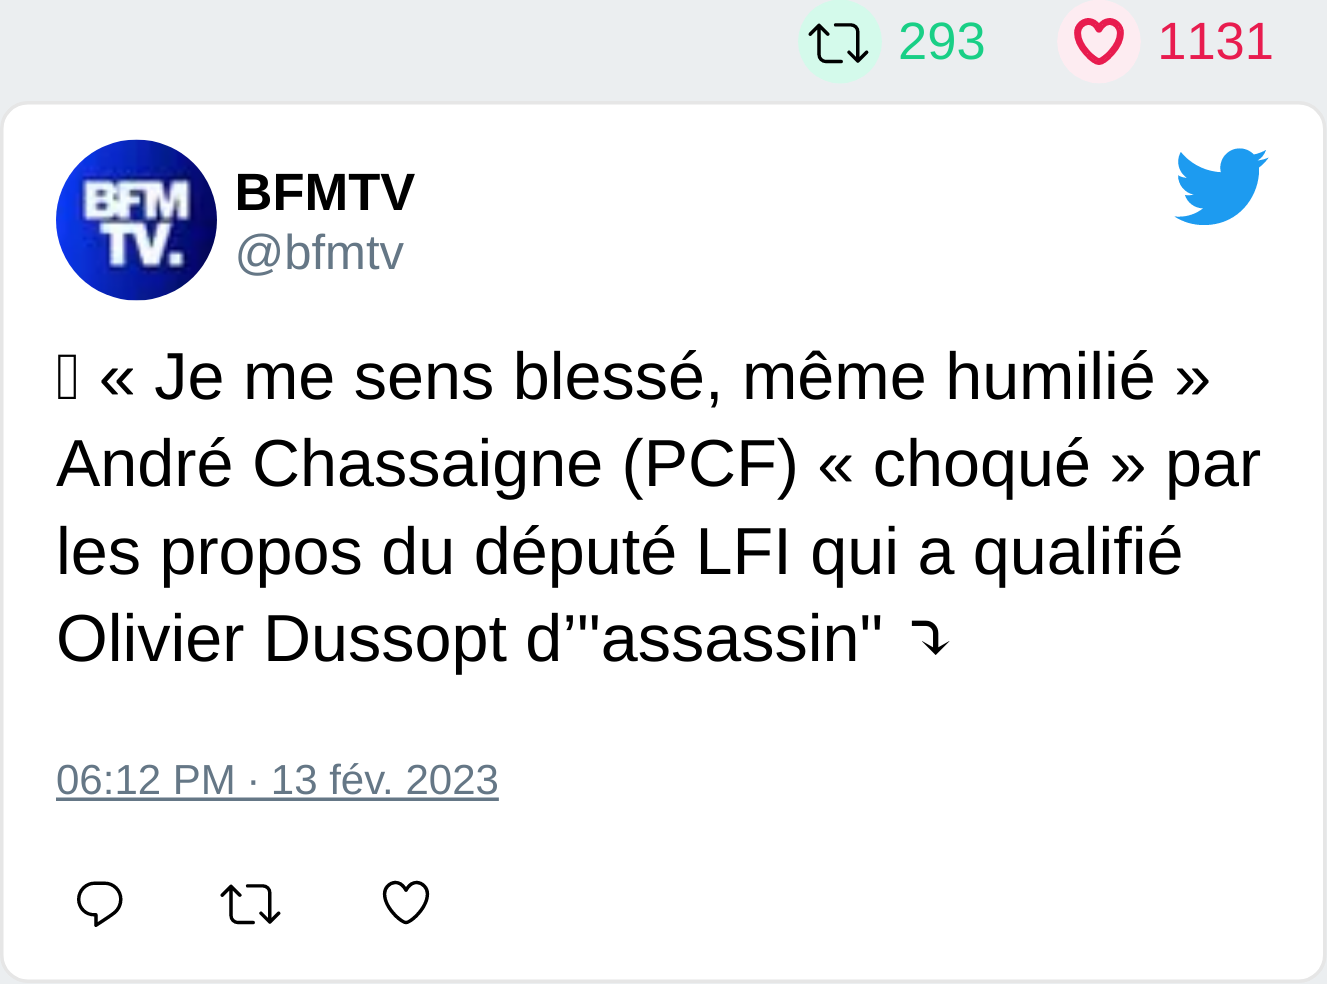 293 1131
BFM
TV.
BFMTV
@bfmtv
« Je me sens blessé, même humilié »
André Chassaigne (PCF) « choqué » par
les propos du député LFI qui a qualifié
Olivier Dussopt d’"assassin" ⤵
06:12 PM · 13 fév. 2023